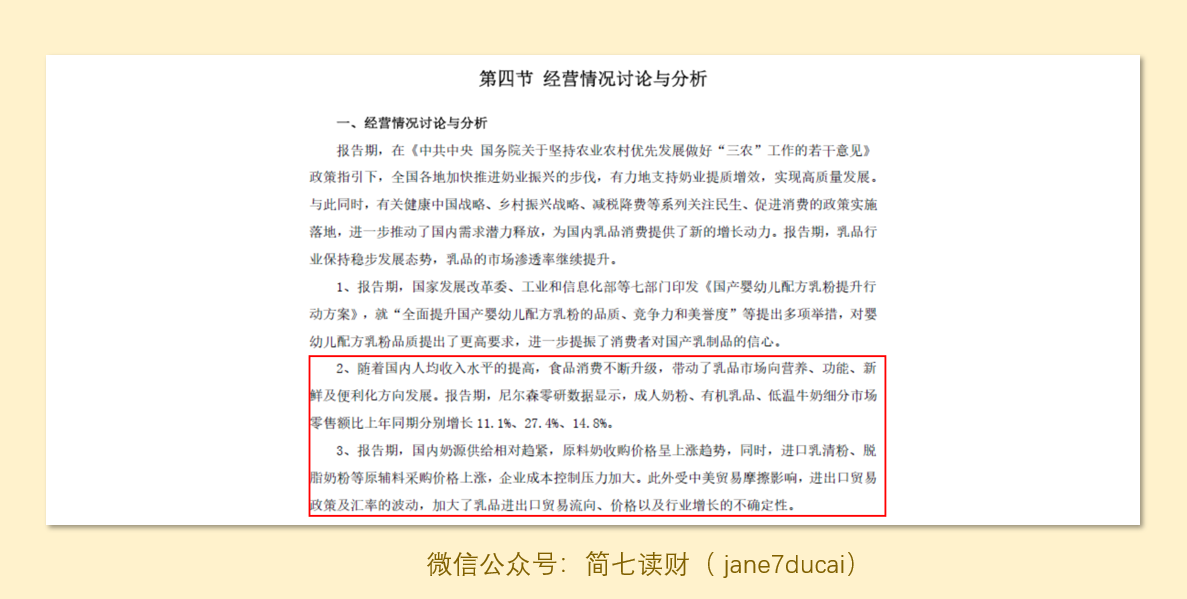 第四节 经营情况讨论与分析
一、经营情况讨论与分析
报告期，在《中共中央 国务院关于坚持农业农村优先发展做好“三农”工作的若干意见》
政策指引下，全国各地加快推进奶业振兴的步伐，有力地支持奶业提质增效，实现高质量发展。
与此同时，有关健康中国战略、乡村振兴战略、减税降费等系列关注民生、促进消费的政策实施
落地，进一步推动了国内需求潜力释放，为国内乳品消费提供了新的增长动力。报告期，乳品行
业保持稳步发展态势，乳品的市场渗透率继续提升。
1、报告期，国家发展改革委、工业和信息化部等七部门印发《国产婴幼儿配方乳粉提升行
动方案》，就“全面提升国产婴幼儿配方乳粉的品质、竞争力和美誉度”等提出多项举措，对婴
幼儿配方乳粉品质提出了更高要求，进一步提振了消费者对国产乳制品的信心。
2、随着国内人均收入水平的提高，食品消费不断升级，带动了乳品市场向营养、功能、新
鲜及便利化方向发展。报告期，尼尔森零研数据显示，成人奶粉、有机乳品、低温牛奶细分市场
零售额比上年同期分别增长 11.1%、27.4%、14.8%。
3、报告期，国内奶源供给相对趋紧，原料奶收购价格呈上涨趋势，同时，进口乳清粉、脱
脂奶粉等原辅料采购价格上涨，企业成本控制压力加大。此外受中美贸易摩擦影响，进出口贸易
政策及汇率的波动，加大了乳品进出口贸易流向、价格以及行业增长的不确定性。
微信公众号：简七读财（ jane7ducai）